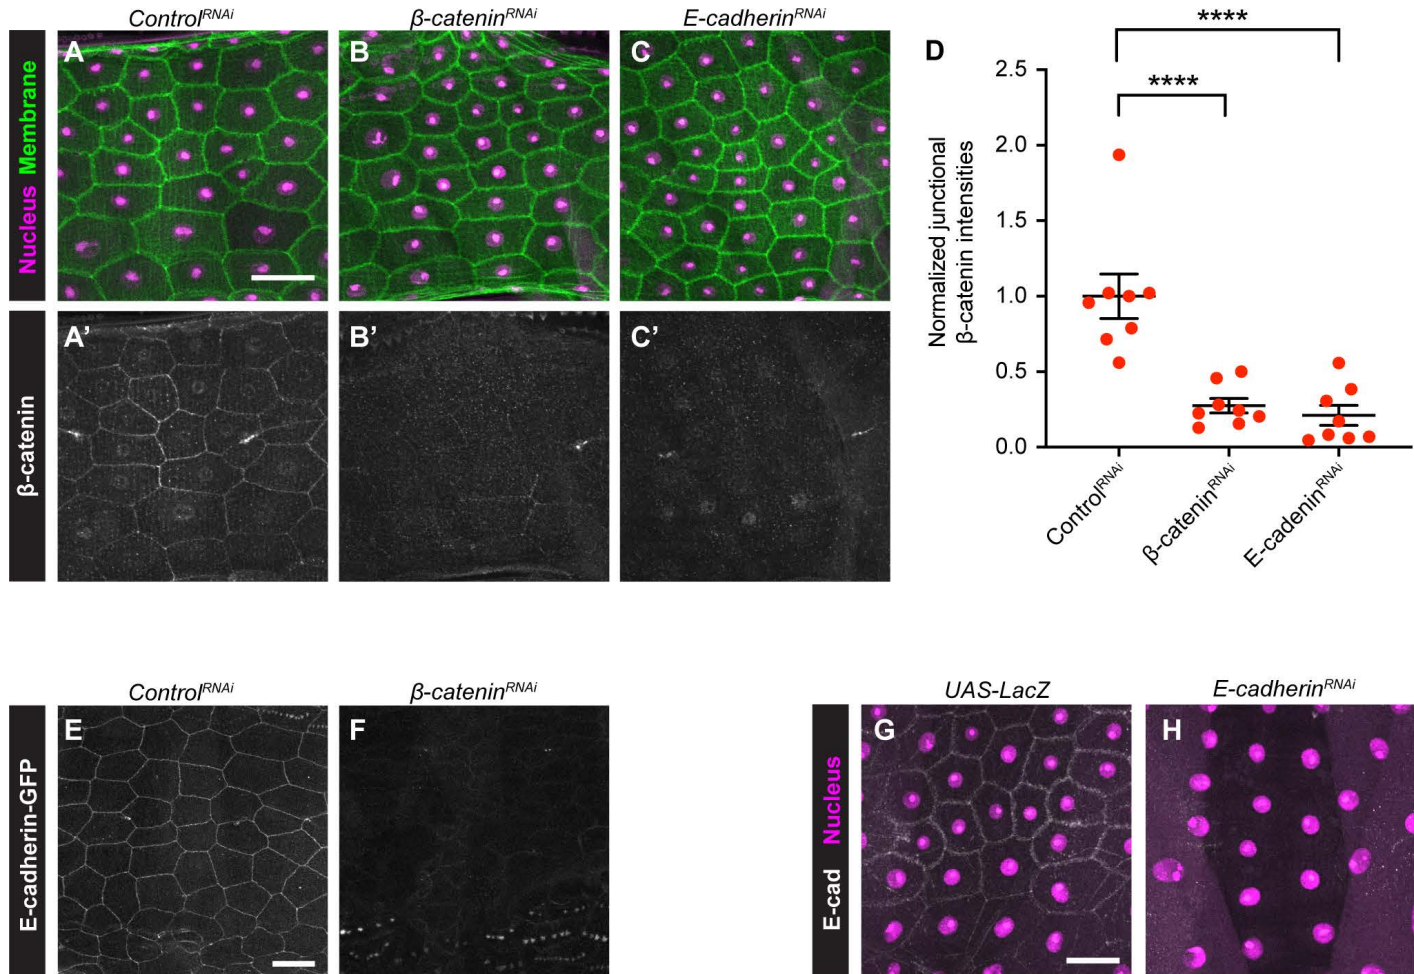 Control^RNAi
β-catenin^RNAi
E-cadherin^RNAi
Nucleus Membrane
A
B
C
β-catenin
A’
B’
C’
D
****
****
Normalized junctional
β-catenin intensities
2.5
2.0
1.5
1.0
0.5
0.0
Control^RNAi
β-catenin^RNAi
E-cadenin^RNAi
Control^RNAi
β-catenin^RNAi
E-cadherin-GFP
E
F
UAS-LacZ
E-cadherin^RNAi
E-cad Nucleus
G
H